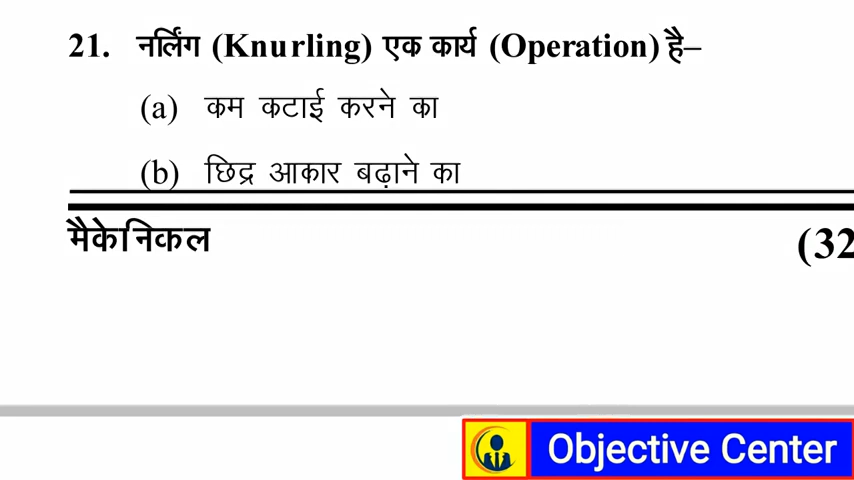 21. नर्लिंग (Knurling) एक कार्य (Operation) है–
(a) कम कटाई करने का
(b) छिद्र आकार बढ़ाने का
मैकेनिकल (32
Objective Center